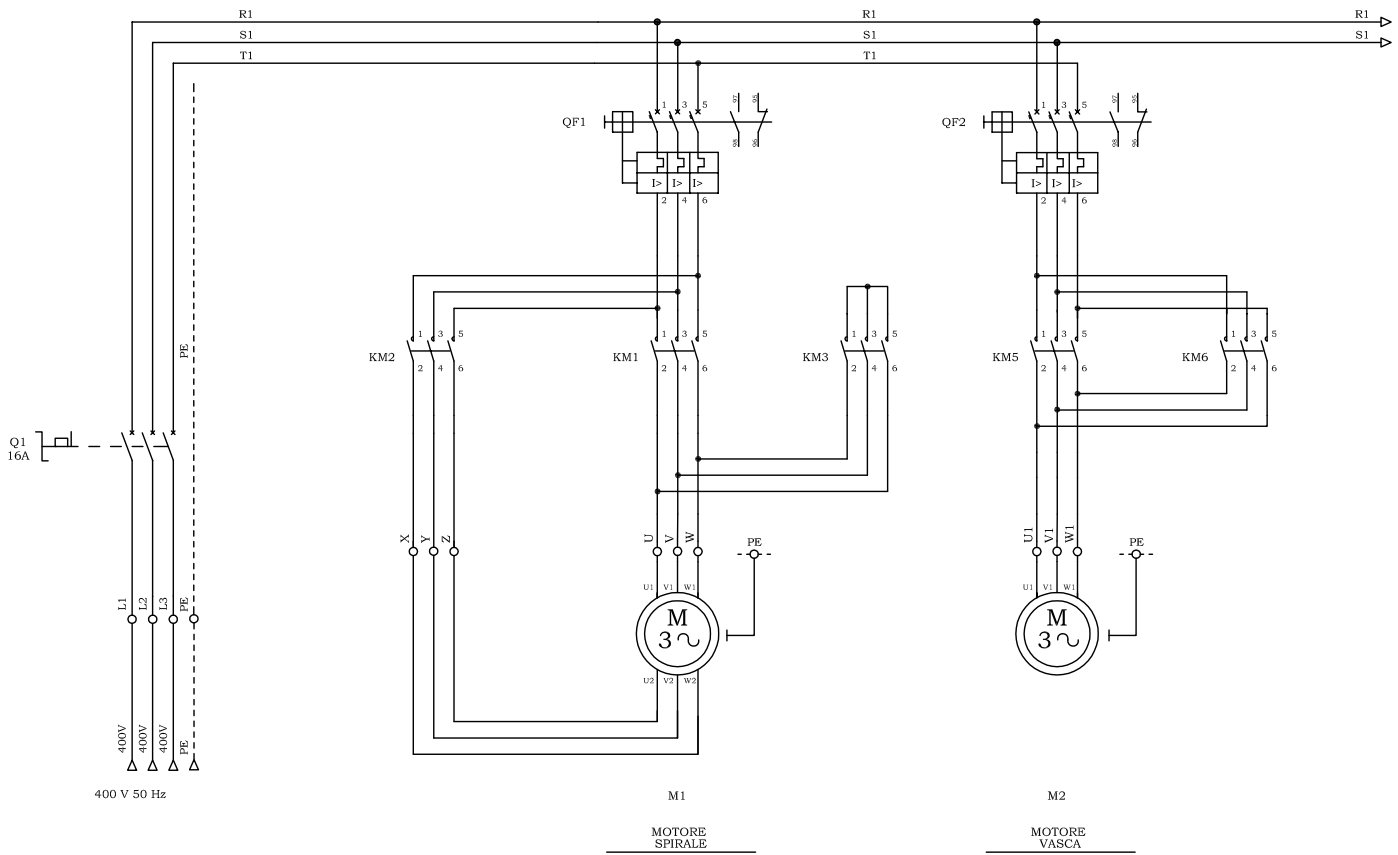 R1 R1 R1
S1 S1 S1
T1 T1
QF1 1 3 5 97 95
98 96
QF2 1 3 5 97 95
98 96
I> I> I>
2 4 6
I> I> I>
2 4 6
PE
KM2 1 3 5
2 4 6
KM1 1 3 5
2 4 6
KM3 1 3 5
2 4 6
KM5 1 3 5
2 4 6
KM6 1 3 5
2 4 6
Q1
16A
X Y Z
U V W
PE
U1 V1 W1
PE
U1 V1 W1
U1 V1 W1
L1 L2 L3 PE
M
3
M
3
U2 V2 W2
400V 400V 400V PE
400 V 50 Hz
M1
M2
MOTORE
SPIRALE
MOTORE
VASCA